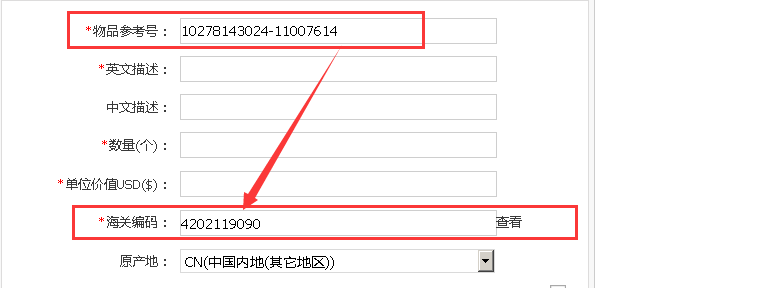 *物品参考号： 10278143024-11007614
*英文描述：
中文描述：
*数量(个)：
*单位价值USD($)：
*海关编码： 4202119090 查看
原产地： CN(中国内地(其它地区))